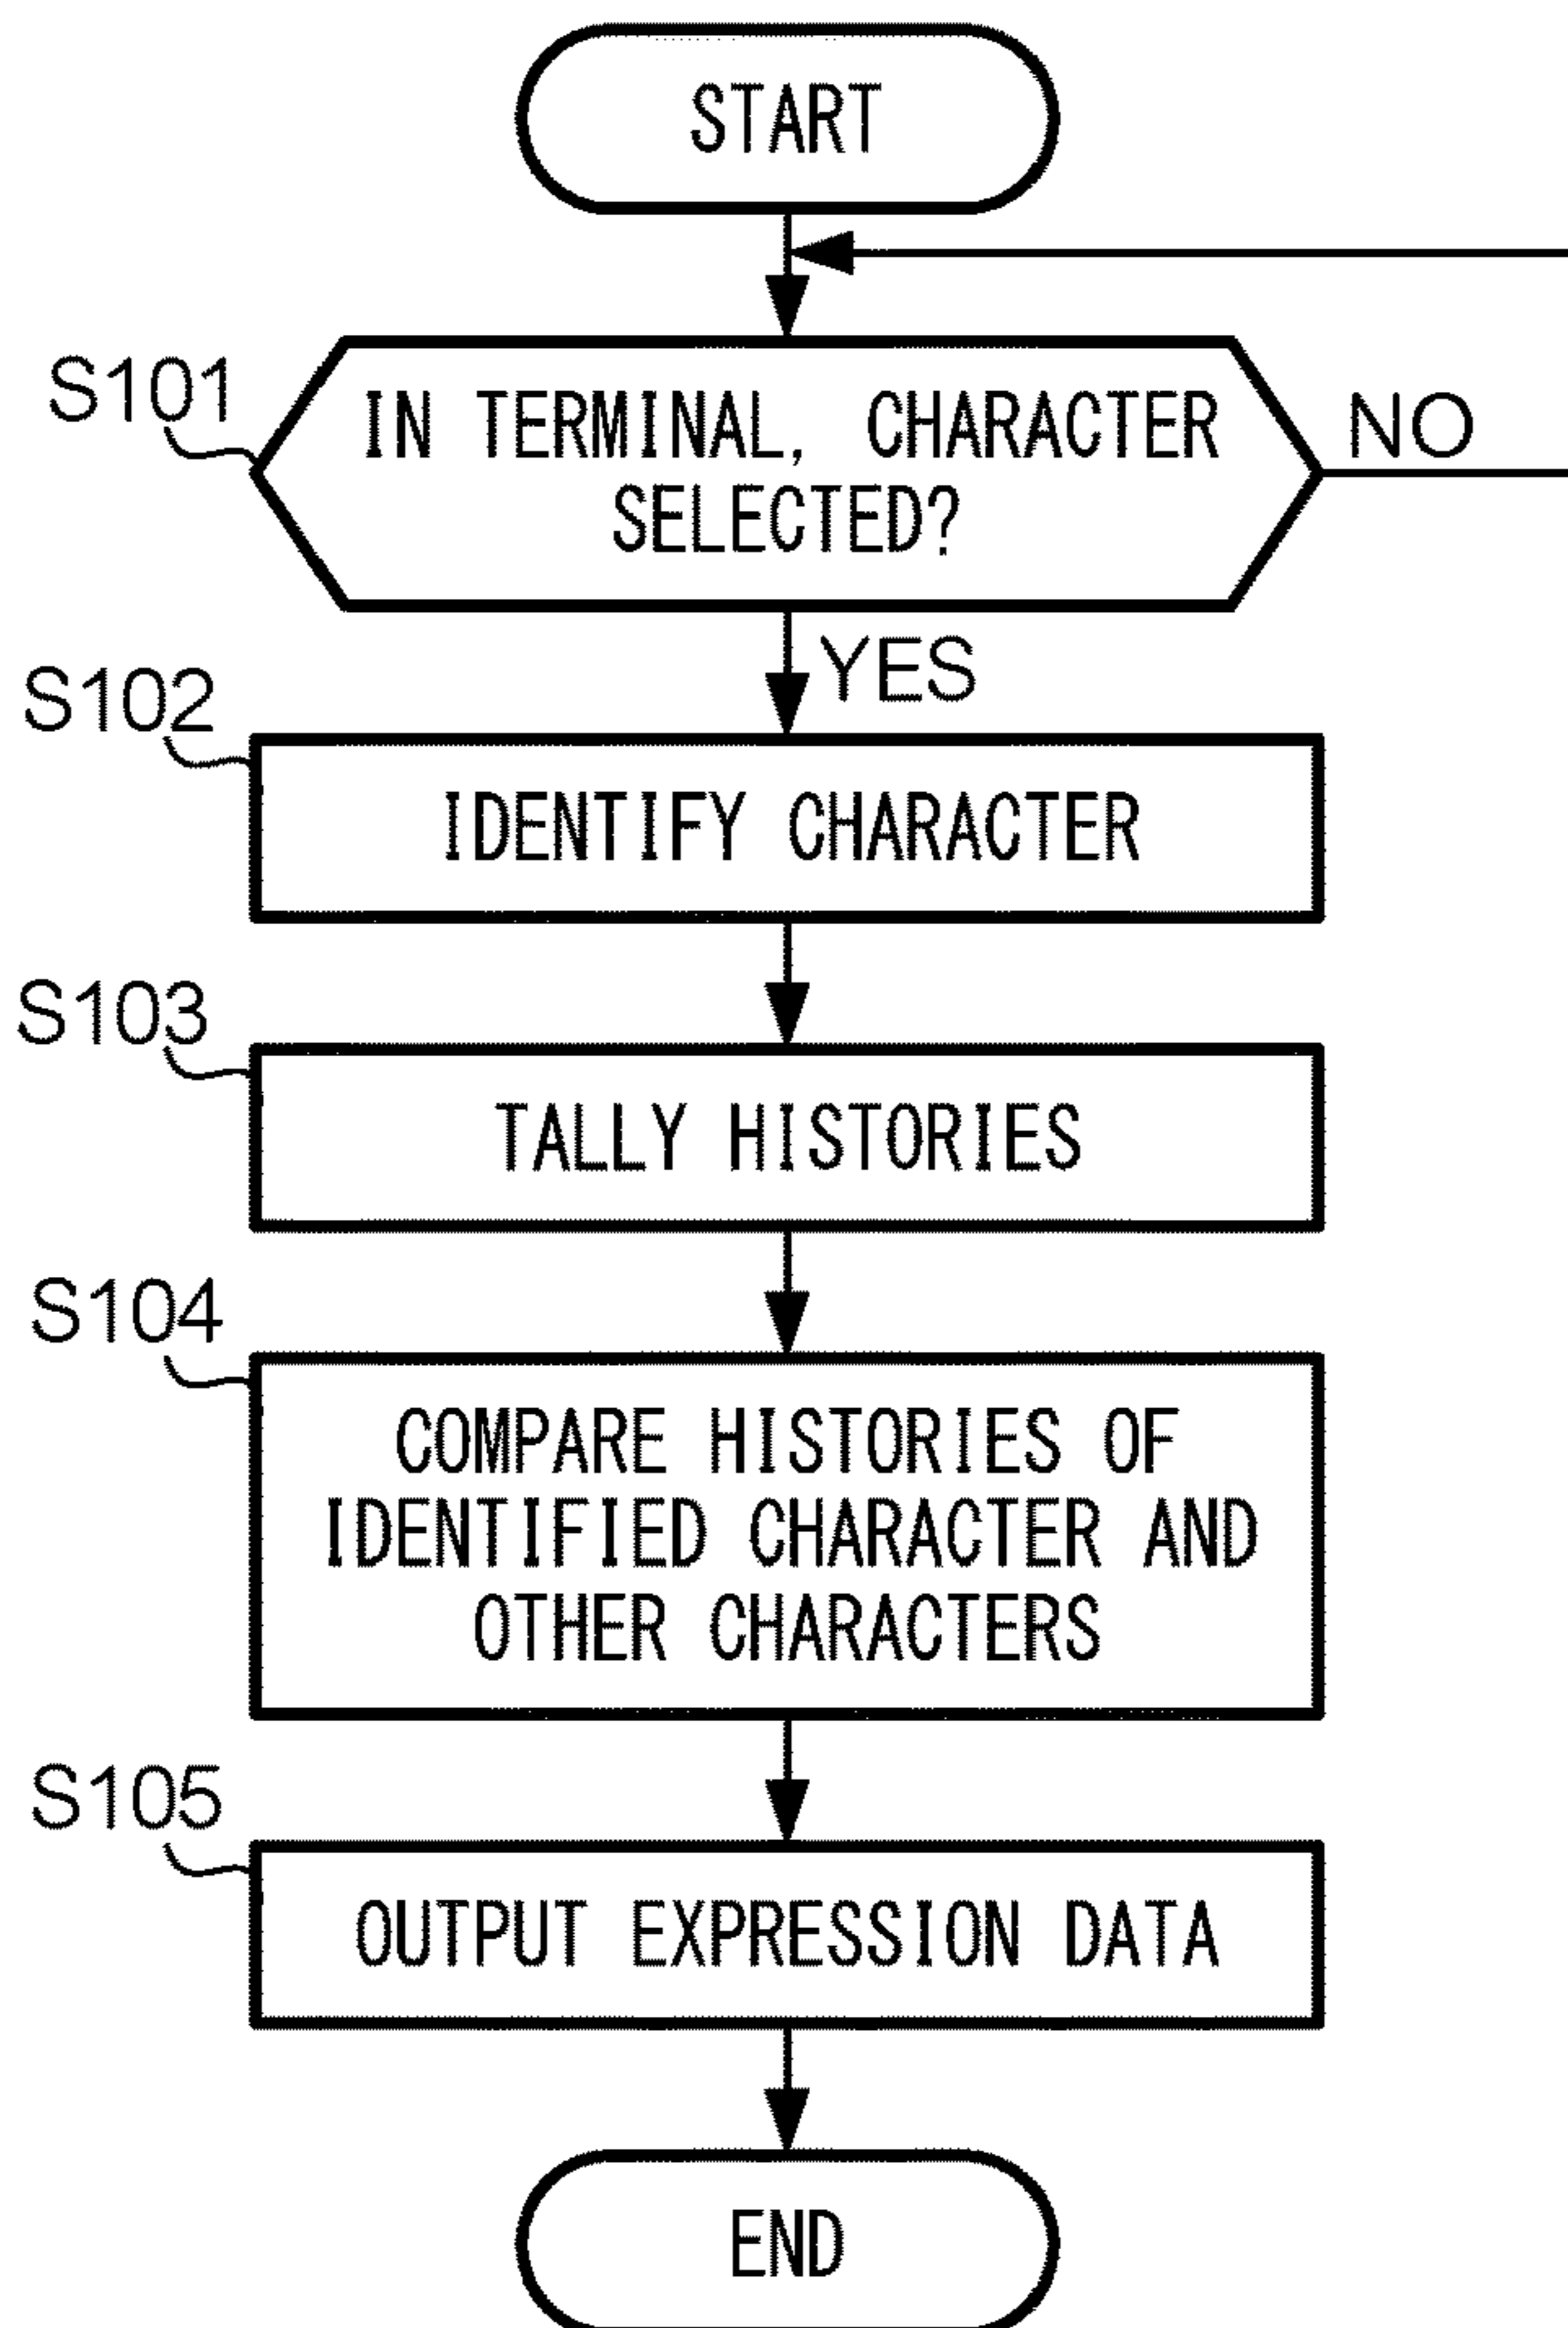 START
S101
IN TERMINAL, CHARACTER
SELECTED?
NO
YES
S102
IDENTIFY CHARACTER
S103
TALLY HISTORIES
S104
COMPARE HISTORIES OF
IDENTIFIED CHARACTER AND
OTHER CHARACTERS
S105
OUTPUT EXPRESSION DATA
END